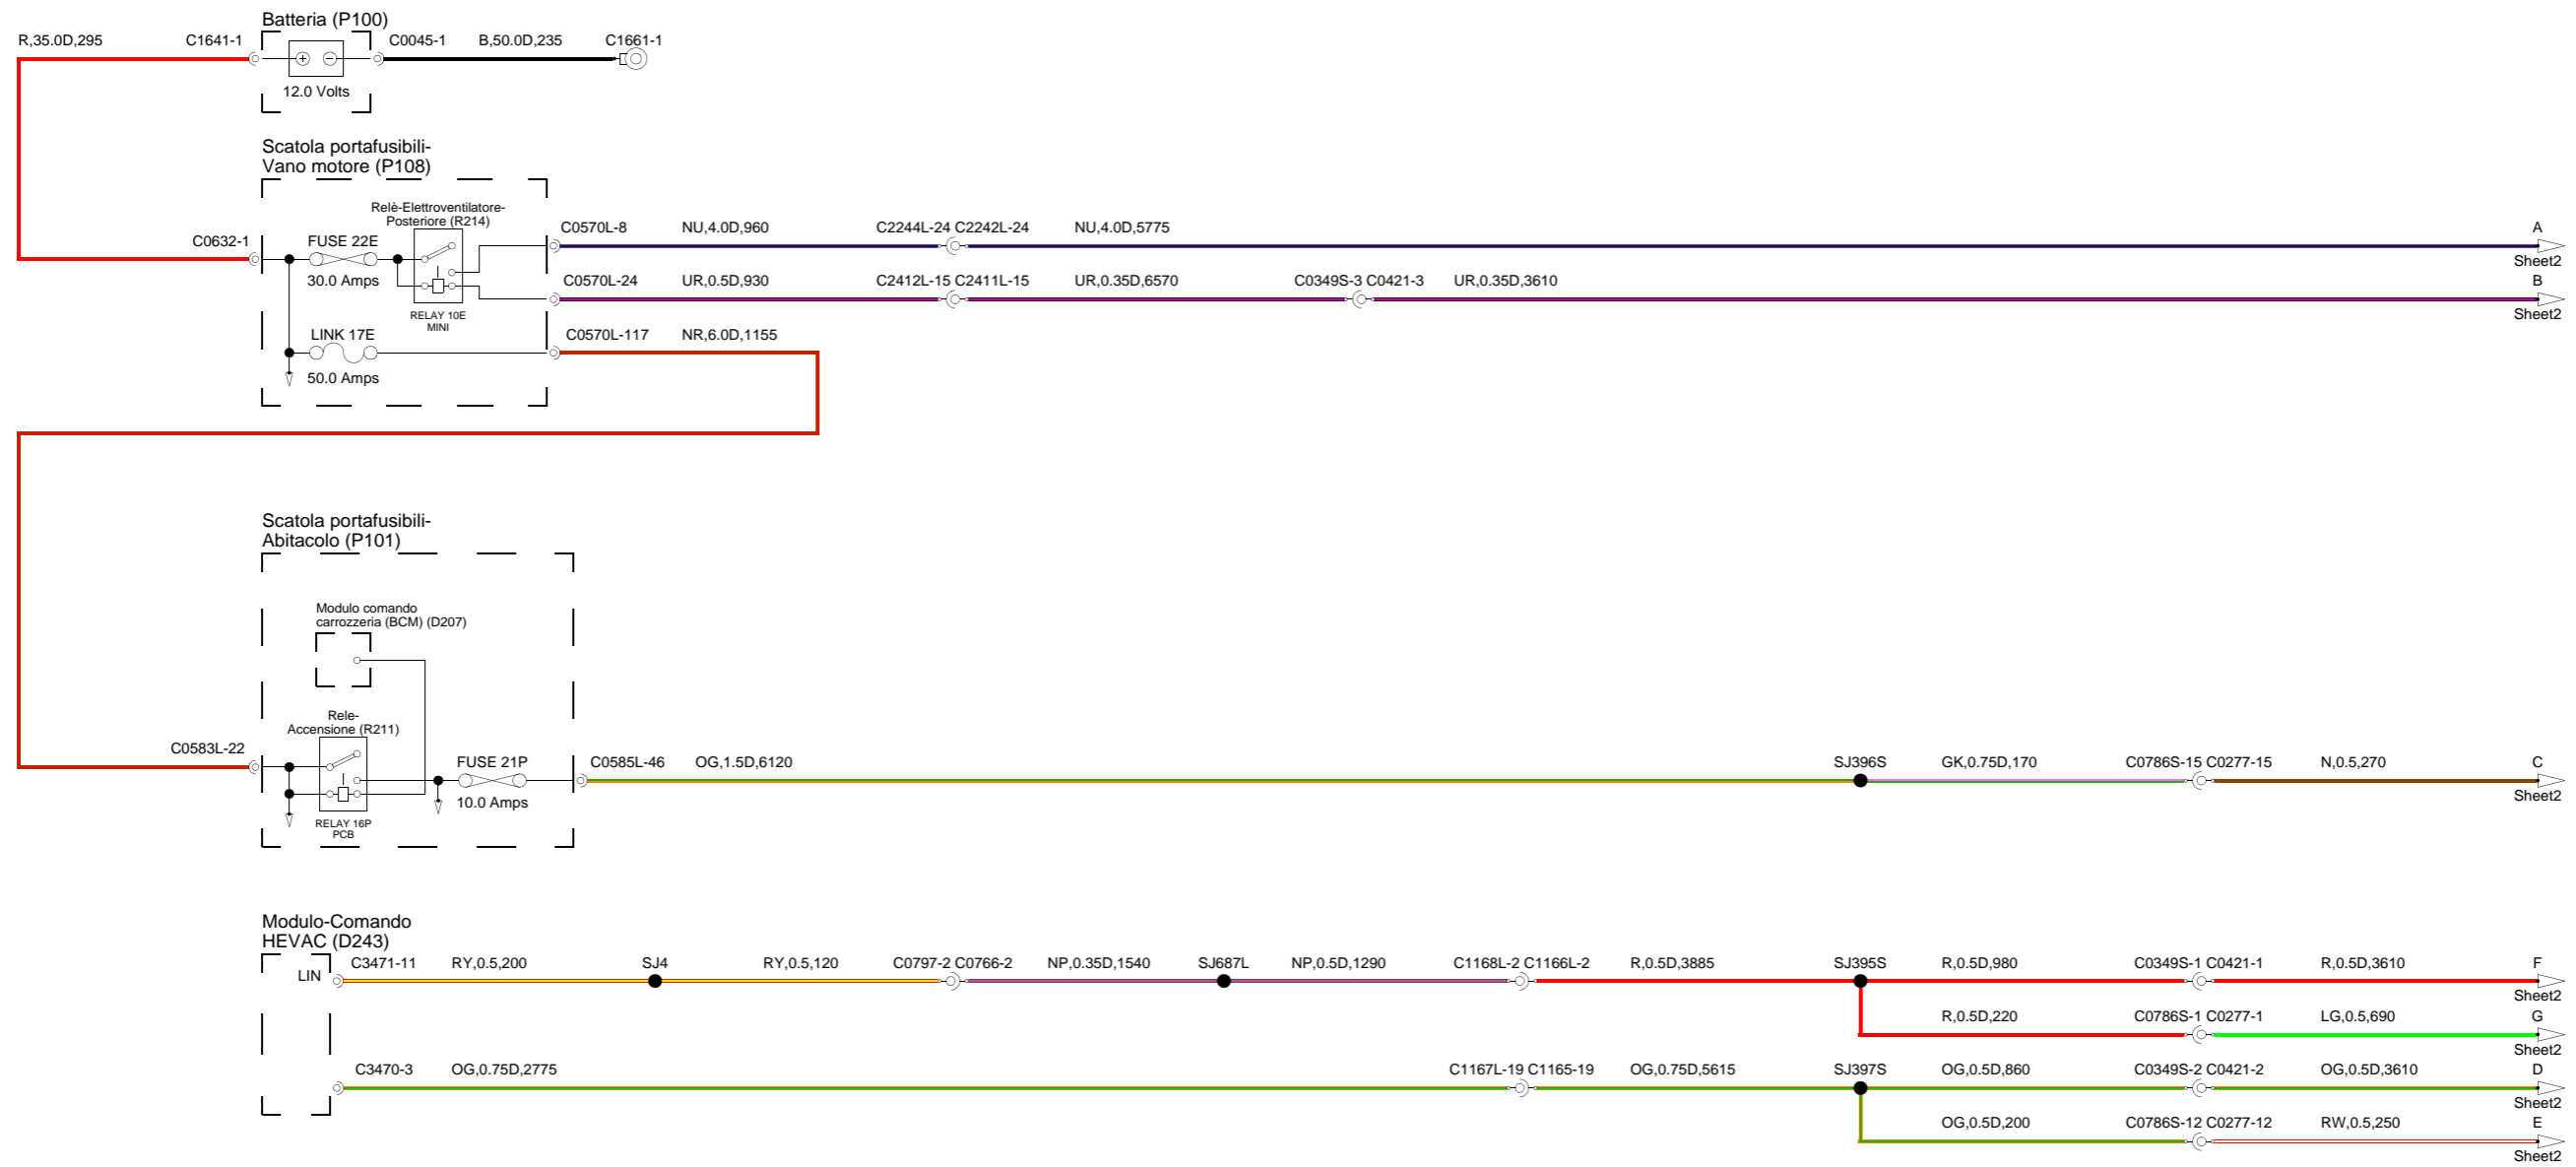 Batteria (P100)
R,35.0D,295
C1641-1
C0045-1
B,50.0D,235
C1661-1
12.0 Volts
Scatola portafusibili-
Vano motore (P108)
Relè-Elettroventilatore-
Posteriore (R214)
C0632-1
FUSE 22E
30.0 Amps
RELAY 10E
MINI
LINK 17E
50.0 Amps
C0570L-8
NU,4.0D,960
C2244L-24 C2242L-24
NU,4.0D,5775
A
Sheet2
C0570L-24
UR,0.5D,930
C2412L-15 C2411L-15
UR,0.35D,6570
C0349S-3 C0421-3
UR,0.35D,3610
B
Sheet2
C0570L-117
NR,6.0D,1155
Scatola portafusibili-
Abitacolo (P101)
Modulo comando
carrozzeria (BCM) (D207)
Rele-
Accensione (R211)
C0583L-22
FUSE 21P
10.0 Amps
RELAY 16P
PCB
C0585L-46
OG,1.5D,6120
SJ396S
GK,0.75D,170
C0786S-15 C0277-15
N,0.5,270
C
Sheet2
Modulo-Comando
HEVAC (D243)
LIN
C3471-11
RY,0.5,200
SJ4
RY,0.5,120
C0797-2 C0766-2
NP,0.35D,1540
SJ687L
NP,0.5D,1290
C1168L-2 C1166L-2
R,0.5D,3885
SJ395S
R,0.5D,980
C0349S-1 C0421-1
R,0.5D,3610
F
Sheet2
R,0.5D,220
C0786S-1 C0277-1
LG,0.5,690
G
Sheet2
C3470-3
OG,0.75D,2775
C1167L-19 C1165-19
OG,0.75D,5615
SJ397S
OG,0.5D,860
C0349S-2 C0421-2
OG,0.5D,3610
D
Sheet2
OG,0.5D,200
C0786S-12 C0277-12
RW,0.5,250
E
Sheet2